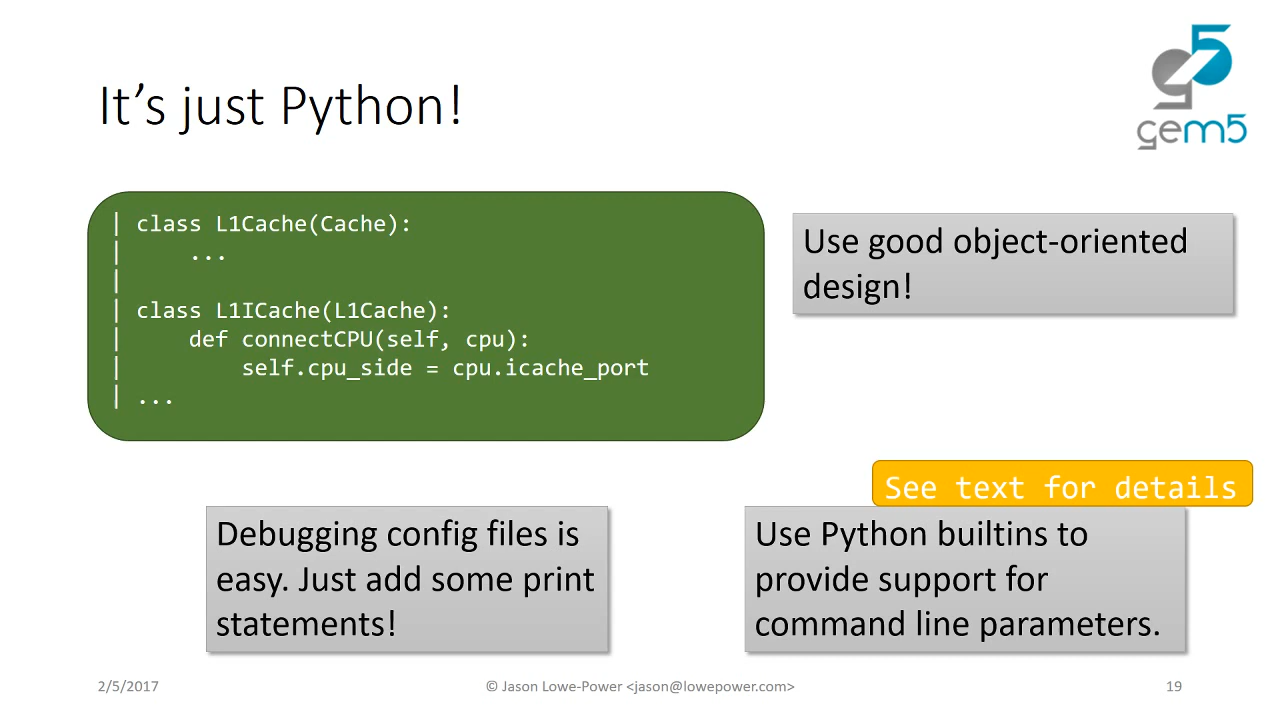 gem5
It’s just Python!
| class L1Cache(Cache):
|     ...
|
| class L1ICache(L1Cache):
|     def connectCPU(self, cpu):
|         self.cpu_side = cpu.icache_port
| ...
Use good object-oriented
design!
See text for details
Debugging config files is
easy. Just add some print
statements!
Use Python builtins to
provide support for
command line parameters.
2/5/2017
© Jason Lowe-Power <jason@lowepower.com>
19